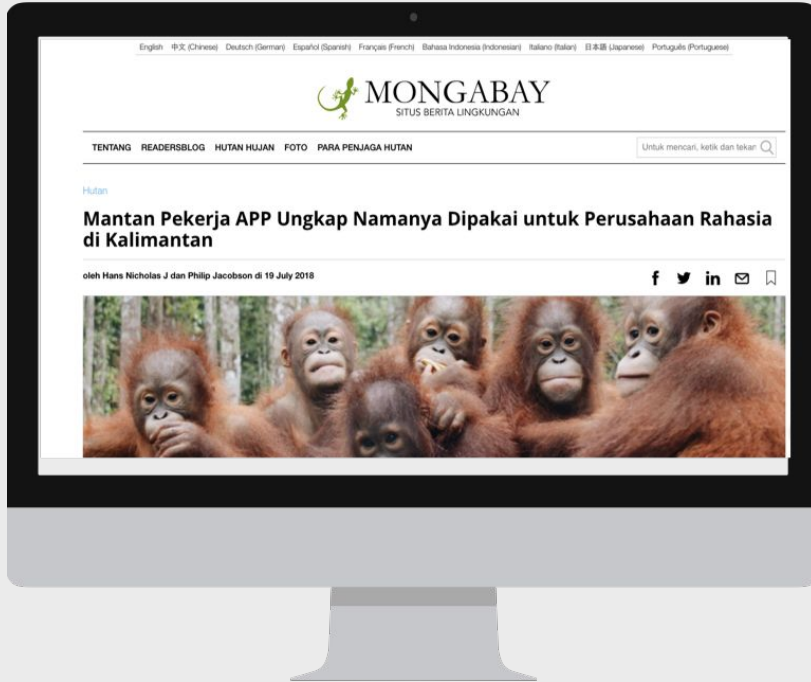 English 中文 (Chinese) Deutsch (German) Español (Spanish) Français (French) Bahasa Indonesia (Indonesian) Italiano (Italian) 日本語 (Japanese) Português (Portuguese)
MONGABAY
SITUS BERITA LINGKUNGAN
TENTANG READERSBLOG HUTAN HUJAN FOTO PARA PENJAGA HUTAN Untuk mencari, ketik dan tekan
Hutan
Mantan Pekerja APP Ungkap Namanya Dipakai untuk Perusahaan Rahasia
di Kalimantan
oleh Hans Nicholas J dan Philip Jacobson di 19 July 2018